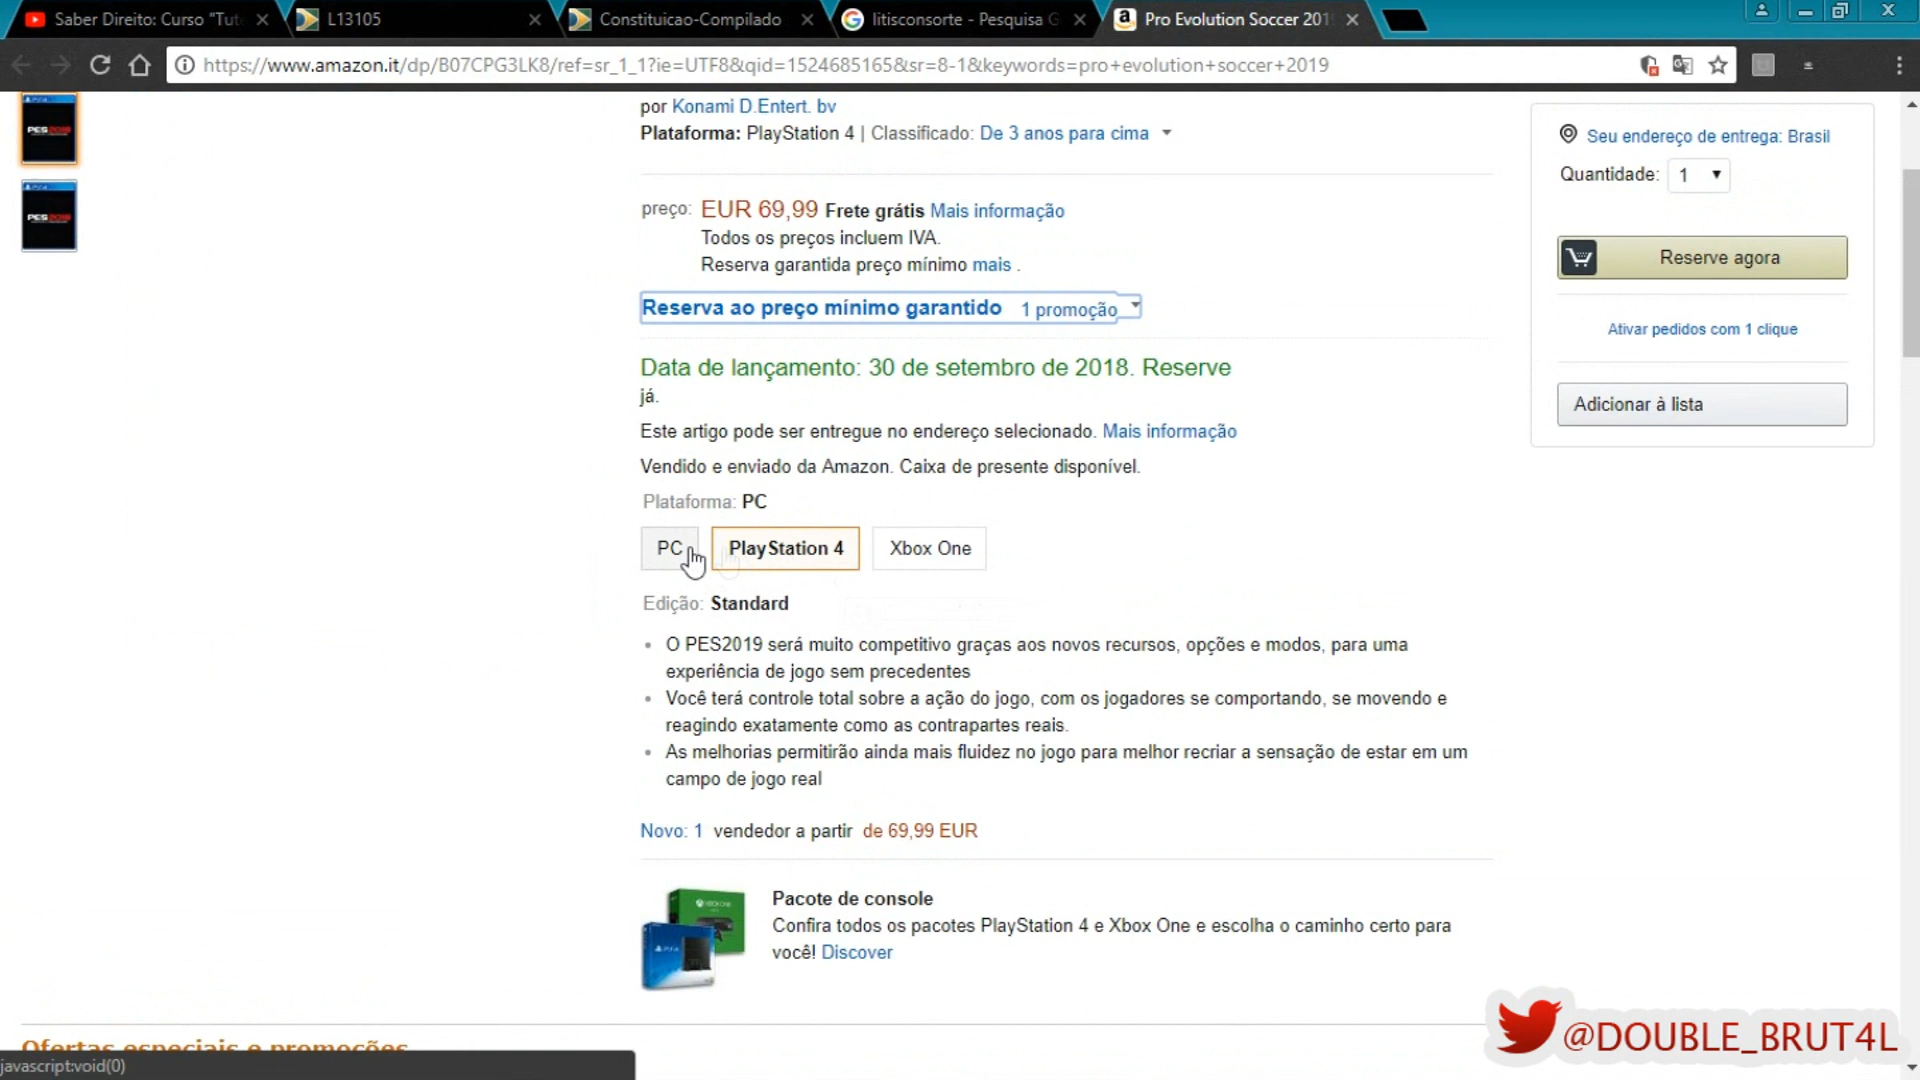 Saber Direito: Curso "Tut
L13105
Constituicao-Compilado
litisconsorte - Pesquisa G
Pro Evolution Soccer 201
https://www.amazon.it/dp/B07CPG3LK8/ref=sr_1_1?ie=UTF8&qid=1524685165&sr=8-1&keywords=pro+evolution+soccer+2019
PES2019
PES2019
por Konami D.Entert. bv
Plataforma: PlayStation 4 | Classificado: De 3 anos para cima
preço: EUR 69,99 Frete grátis Mais informação
Todos os preços incluem IVA.
Reserva garantida preço mínimo mais .
Reserva ao preço mínimo garantido 1 promoção
Data de lançamento: 30 de setembro de 2018. Reserve
já.
Este artigo pode ser entregue no endereço selecionado. Mais informação
Vendido e enviado da Amazon. Caixa de presente disponível.
Plataforma: PC
PC PlayStation 4 Xbox One
Edição: Standard
O PES2019 será muito competitivo graças aos novos recursos, opções e modos, para uma
experiência de jogo sem precedentes
Você terá controle total sobre a ação do jogo, com os jogadores se comportando, se movendo e
reagindo exatamente como as contrapartes reais.
As melhorias permitirão ainda mais fluidez no jogo para melhor recriar a sensação de estar em um
campo de jogo real
Novo: 1 vendedor a partir de 69,99 EUR
Pacote de console
Confira todos os pacotes PlayStation 4 e Xbox One e escolha o caminho certo para
você! Discover
Ofertas especiais e promoções
javascript:void(0)
Seu endereço de entrega: Brasil
Quantidade: 1
Reserve agora
Ativar pedidos com 1 clique
Adicionar à lista
@DOUBLE_BRUT4L